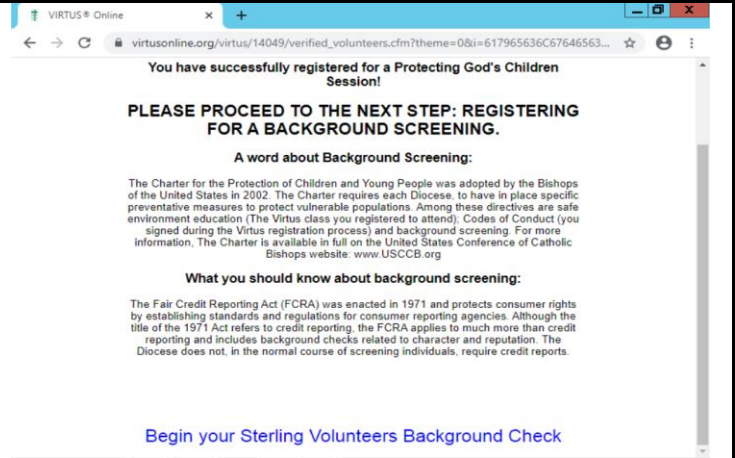 VIRTUS® Online
virtusonline.org/virtus/14049/verified_volunteers.cfm?theme=0&i=617965636C67646563...
You have successfully registered for a Protecting God's Children
Session!
PLEASE PROCEED TO THE NEXT STEP: REGISTERING
FOR A BACKGROUND SCREENING.
A word about Background Screening:
The Charter for the Protection of Children and Young People was adopted by the Bishops
of the United States in 2002. The Charter requires each Diocese, to have in place specific
preventative measures to protect vulnerable populations. Among these directives are safe
environment education (The Virtus class you registered to attend); Codes of Conduct (you
signed during the Virtus registration process) and background screening. For more
information, The Charter is available in full on the United States Conference of Catholic
Bishops website: www.USCCB.org
What you should know about background screening:
The Fair Credit Reporting Act (FCRA) was enacted in 1971 and protects consumer rights
by establishing standards and regulations for consumer reporting agencies. Although the
title of the 1971 Act refers to credit reporting, the FCRA applies to much more than credit
reporting and includes background checks related to character and reputation. The
Diocese does not, in the normal course of screening individuals, require credit reports.
Begin your Sterling Volunteers Background Check